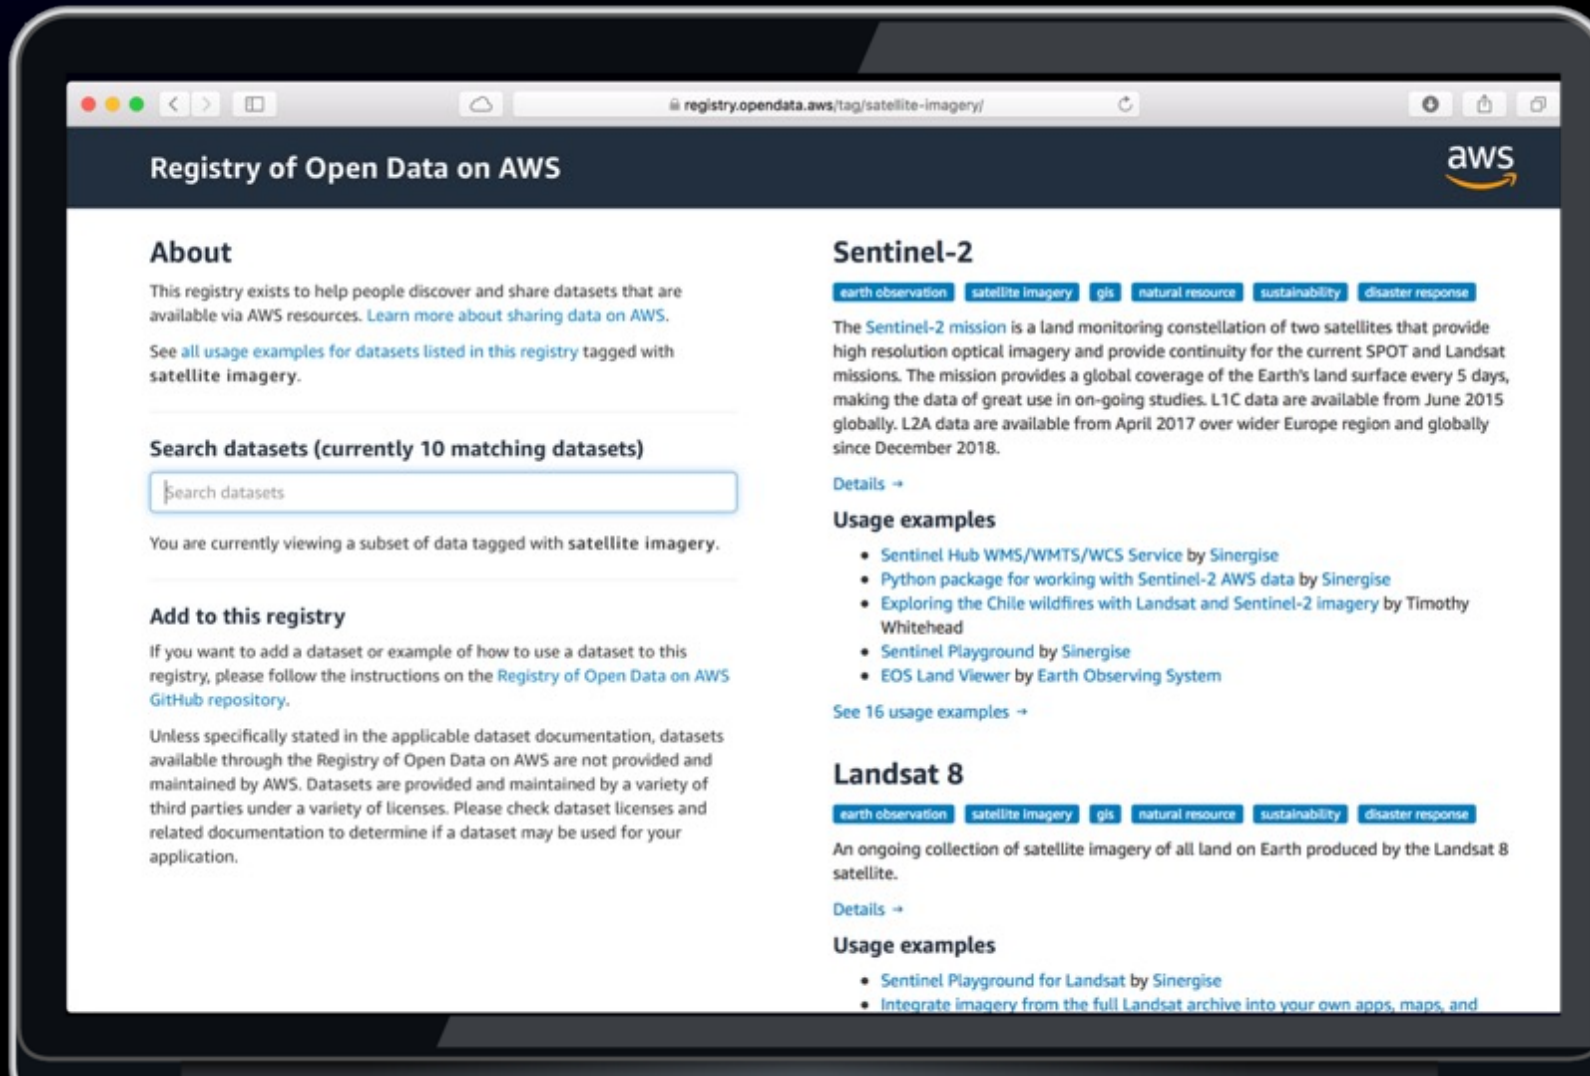 registry.opendata.aws/tag/satellite-imagery/
Registry of Open Data on AWS
aws
About
This registry exists to help people discover and share datasets that are
available via AWS resources. Learn more about sharing data on AWS.
See all usage examples for datasets listed in this registry tagged with
satellite imagery.
Search datasets (currently 10 matching datasets)
Search datasets
You are currently viewing a subset of data tagged with satellite imagery.
Add to this registry
If you want to add a dataset or example of how to use a dataset to this
registry, please follow the instructions on the Registry of Open Data on AWS
GitHub repository.
Unless specifically stated in the applicable dataset documentation, datasets
available through the Registry of Open Data on AWS are not provided and
maintained by AWS. Datasets are provided and maintained by a variety of
third parties under a variety of licenses. Please check dataset licenses and
related documentation to determine if a dataset may be used for your
application.
Sentinel-2
earth observation satellite imagery gis natural resource sustainability disaster response
The Sentinel-2 mission is a land monitoring constellation of two satellites that provide
high resolution optical imagery and provide continuity for the current SPOT and Landsat
missions. The mission provides a global coverage of the Earth's land surface every 5 days,
making the data of great use in on-going studies. L1C data are available from June 2015
globally. L2A data are available from April 2017 over wider Europe region and globally
since December 2018.
Details →
Usage examples
• Sentinel Hub WMS/WMTS/WCS Service by Sinergise
• Python package for working with Sentinel-2 AWS data by Sinergise
• Exploring the Chile wildfires with Landsat and Sentinel-2 imagery by Timothy
Whitehead
• Sentinel Playground by Sinergise
• EOS Land Viewer by Earth Observing System
See 16 usage examples →
Landsat 8
earth observation satellite imagery gis natural resource sustainability disaster response
An ongoing collection of satellite imagery of all land on Earth produced by the Landsat 8
satellite.
Details →
Usage examples
• Sentinel Playground for Landsat by Sinergise
• Integrate imagery from the full Landsat archive into your own apps, maps, and